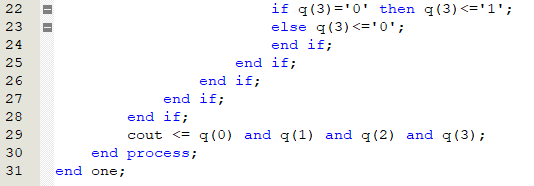 22 if q(3)='0' then q(3)<='1';
23 else q(3)<='0';
24 end if;
25 end if;
26 end if;
27 end if;
28 end if;
29 cout <= q(0) and q(1) and q(2) and q(3);
30 end process;
31 end one;